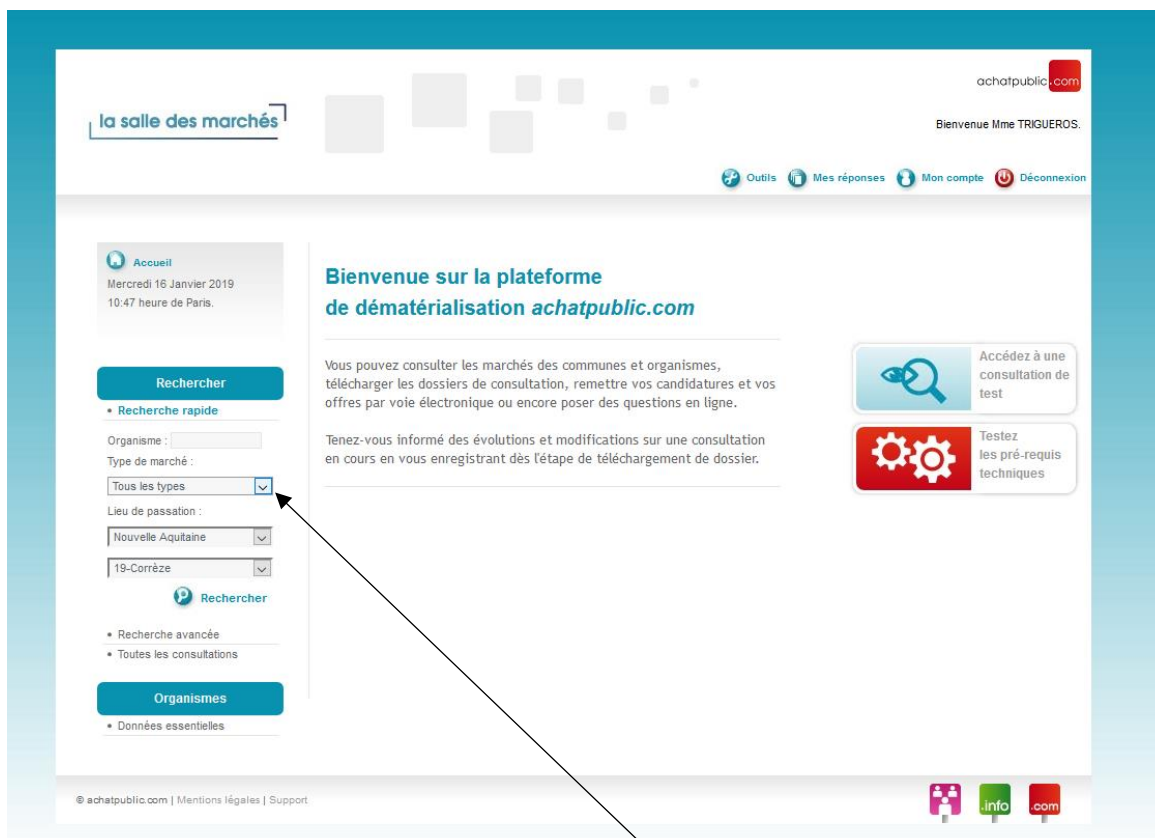 achatpublic.com
la salle des marchés
Bienvenue Mme TRIGUEROS.
Outils Mes réponses Mon compte Déconnexion
Accueil
Mercredi 16 Janvier 2019
10:47 heure de Paris.
Bienvenue sur la plateforme
de dématérialisation achatpublic.com
Vous pouvez consulter les marchés des communes et organismes,
télécharger les dossiers de consultation, remettre vos candidatures et vos
offres par voie électronique ou encore poser des questions en ligne.
Tenez-vous informé des évolutions et modifications sur une consultation
en cours en vous enregistrant dès l'étape de téléchargement de dossier.
Accédez à une
consultation de
test
Testez
les pré-requis
techniques
Rechercher
• Recherche rapide
Organisme :
Type de marché :
Tous les types
Lieu de passation :
Nouvelle Aquitaine
19-Corrèze
Rechercher
• Recherche avancée
• Toutes les consultations
Organismes
• Données essentielles
© achatpublic.com | Mentions légales | Support
.info .com